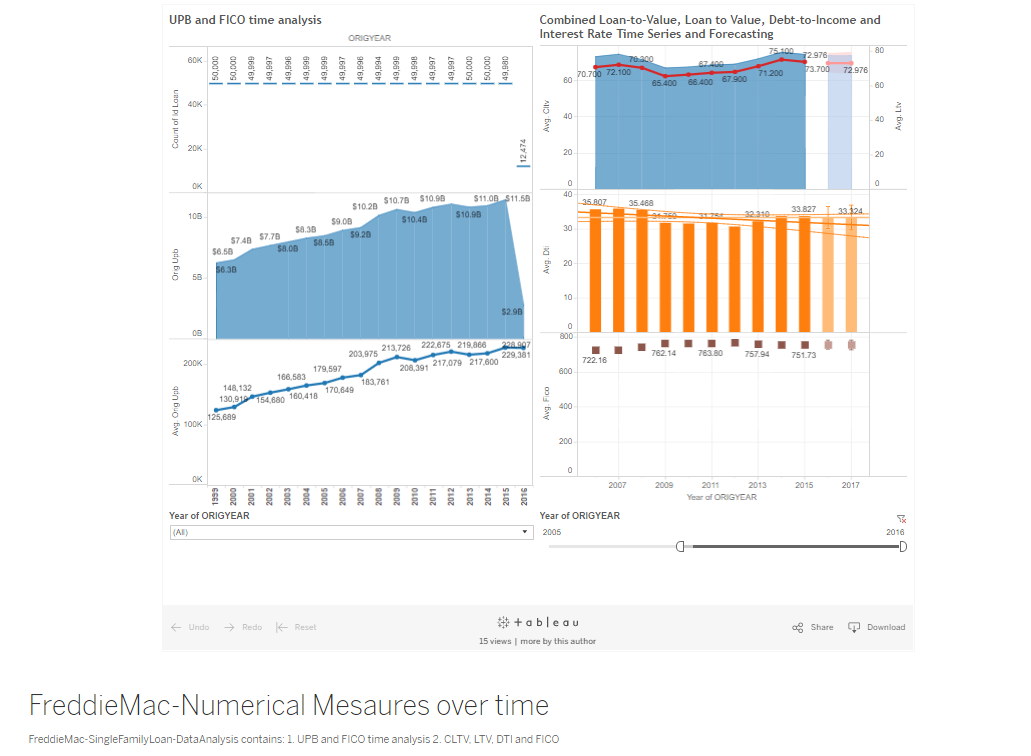 UPB and FICO time analysis
ORIGYEAR
60K
50,000 50,000 49,999 49,997 49,996 49,999 49,999 49,997 49,996 49,994 49,999 49,998 49,997 49,997 50,000 50,000 49,980
Count of Id Loan
40K
20K
12,474
0K
10B
$6.5B $7.4B $7.7B $8.3B $9.0B $10.2B $10.7B $10.9B $11.0B $11.5B
$6.3B $8.0B $8.5B $9.2B $10.4B $10.9B
Orig Upb
5B
$2.9B
0B
200K
148,132 166,583 179,597 203,975 213,726 222,675 219,866 228,907
130,919 154,680 160,418 170,649 183,761 208,391 217,079 217,600 229,381
125,689
Avg. Orig Upb
100K
0K
1999 2000 2001 2002 2003 2004 2005 2006 2007 2008 2009 2010 2011 2012 2013 2014 2015 2016
Year of ORIGYEAR
(All)
Combined Loan-to-Value, Loan to Value, Debt-to-Income and
Interest Rate Time Series and Forecasting
80
75.100 72.976
70.300 67.400
70.700 72.100 71.200 73.700 72.976
65.400 66.400 67.900
60 60
Avg. Cltv
Avg. Ltv
40 40
20 20
0 0
40
35.807 35.468 33.827 33.324
31.750 31.754 32.310
30
Avg. Dti
20
10
0
800
722.16 762.14 763.80 757.94 751.73
600
Avg. Fico
400
200
0
2007 2009 2011 2013 2015 2017
Year of ORIGYEAR
Year of ORIGYEAR
2005 2016
Undo Redo Reset
+ a b | e a u
Share Download
15 views | more by this author
FreddieMac-Numerical Mesaures over time
FreddieMac-SingleFamilyLoan-DataAnalysis contains: 1. UPB and FICO time analysis 2. CLTV, LTV, DTI and FICO